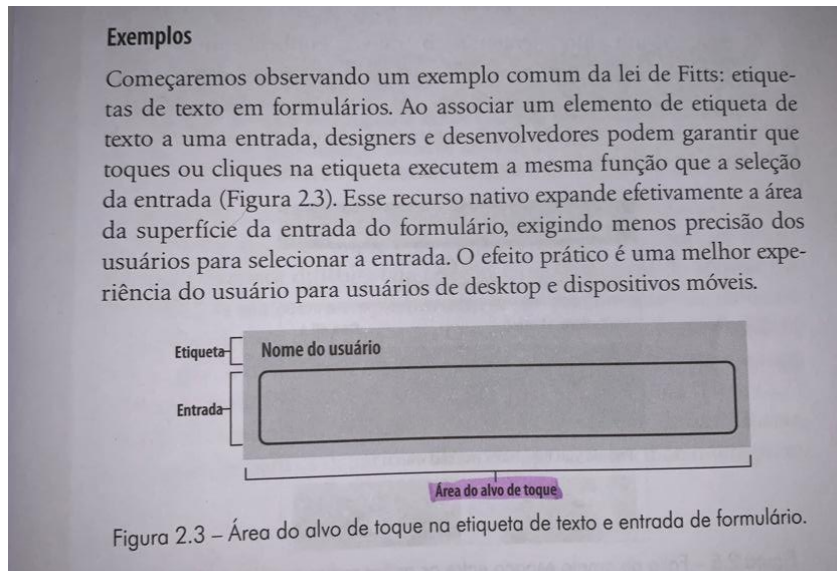 Exemplos
Começaremos observando um exemplo comum da lei de Fitts: etique-
tas de texto em formulários. Ao associar um elemento de etiqueta de
texto a uma entrada, designers e desenvolvedores podem garantir que
toques ou cliques na etiqueta executem a mesma função que a seleção
da entrada (Figura 2.3). Esse recurso nativo expande efetivamente a área
da superfície da entrada do formulário, exigindo menos precisão dos
usuários para selecionar a entrada. O efeito prático é uma melhor expe-
riência do usuário para usuários de desktop e dispositivos móveis.
Etiqueta
Nome do usuário
Entrada
Área do alvo de toque
Figura 2.3 – Área do alvo de toque na etiqueta de texto e entrada de formulário.